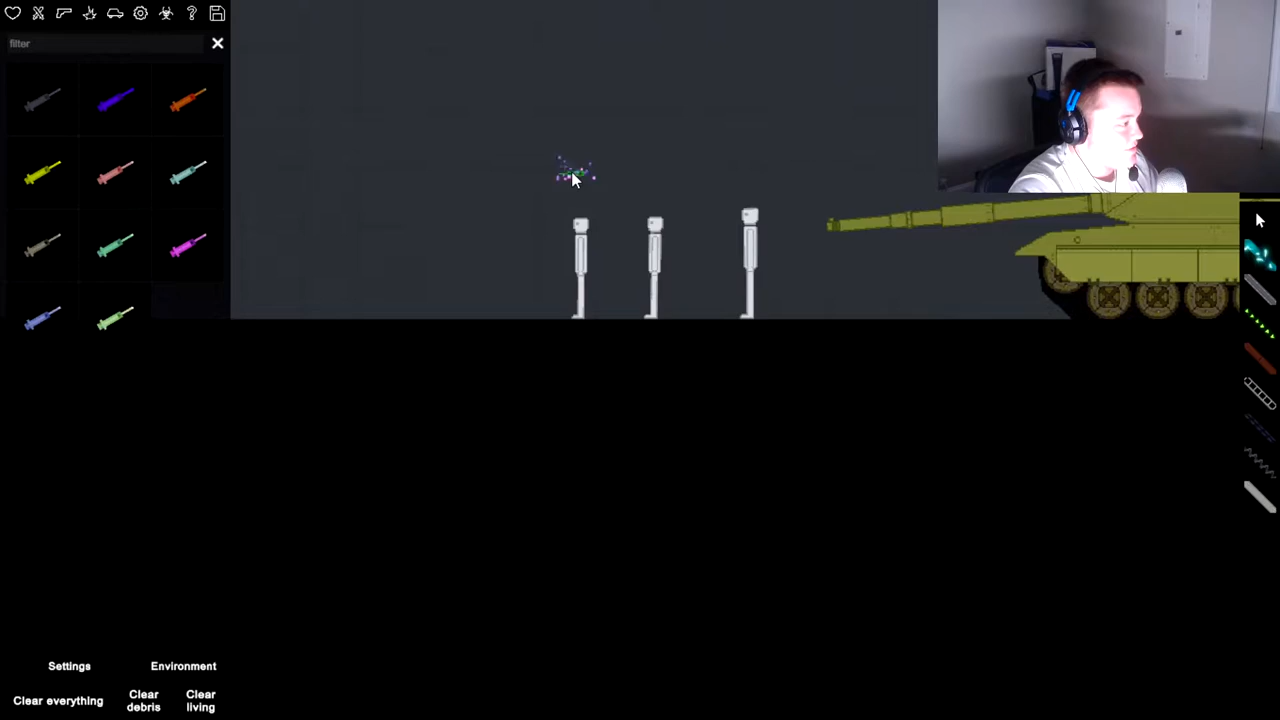 filter
Settings
Environment
Clear everything
Clear debris
Clear living